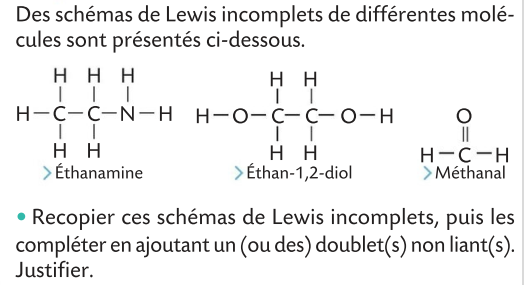 Des schémas de Lewis incomplets de différentes molé-
cules sont présentés ci-dessous.
H H H
H–C–C–N–H
H H
>Éthanamine
H H
H–O–C–C–O–H
H H
>Éthan-1,2-diol
O
H–C–H
>Méthanal
• Recopier ces schémas de Lewis incomplets, puis les
compléter en ajoutant un (ou des) doublet(s) non liant(s).
Justifier.